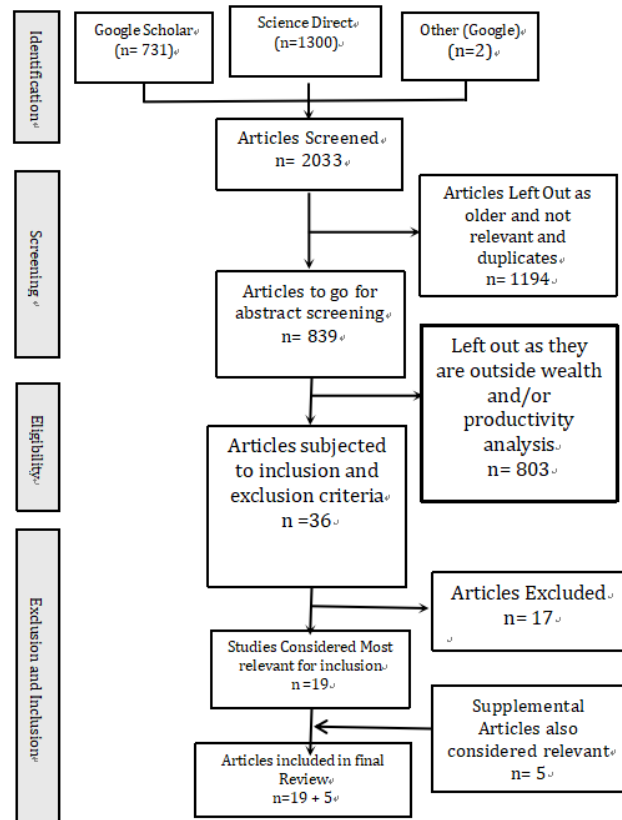 Identification
Google Scholar
(n= 731)
Science Direct
(n=1300)
Other (Google)
(n=2)
Articles Screened
n= 2033
Screening
Articles Left Out as
older and not
relevant and
duplicates
n= 1194
Articles to go for
abstract screening
n= 839
Left out as they
are outside wealth
and/or
productivity
analysis
n= 803
Eligibility
Articles subjected
to inclusion and
exclusion criteria
n =36
Exclusion and Inclusion
Articles Excluded
n= 17
Studies Considered Most
relevant for inclusion
n =19
Supplemental
Articles also
considered relevant
n= 5
Articles included in final
Review
n=19 + 5